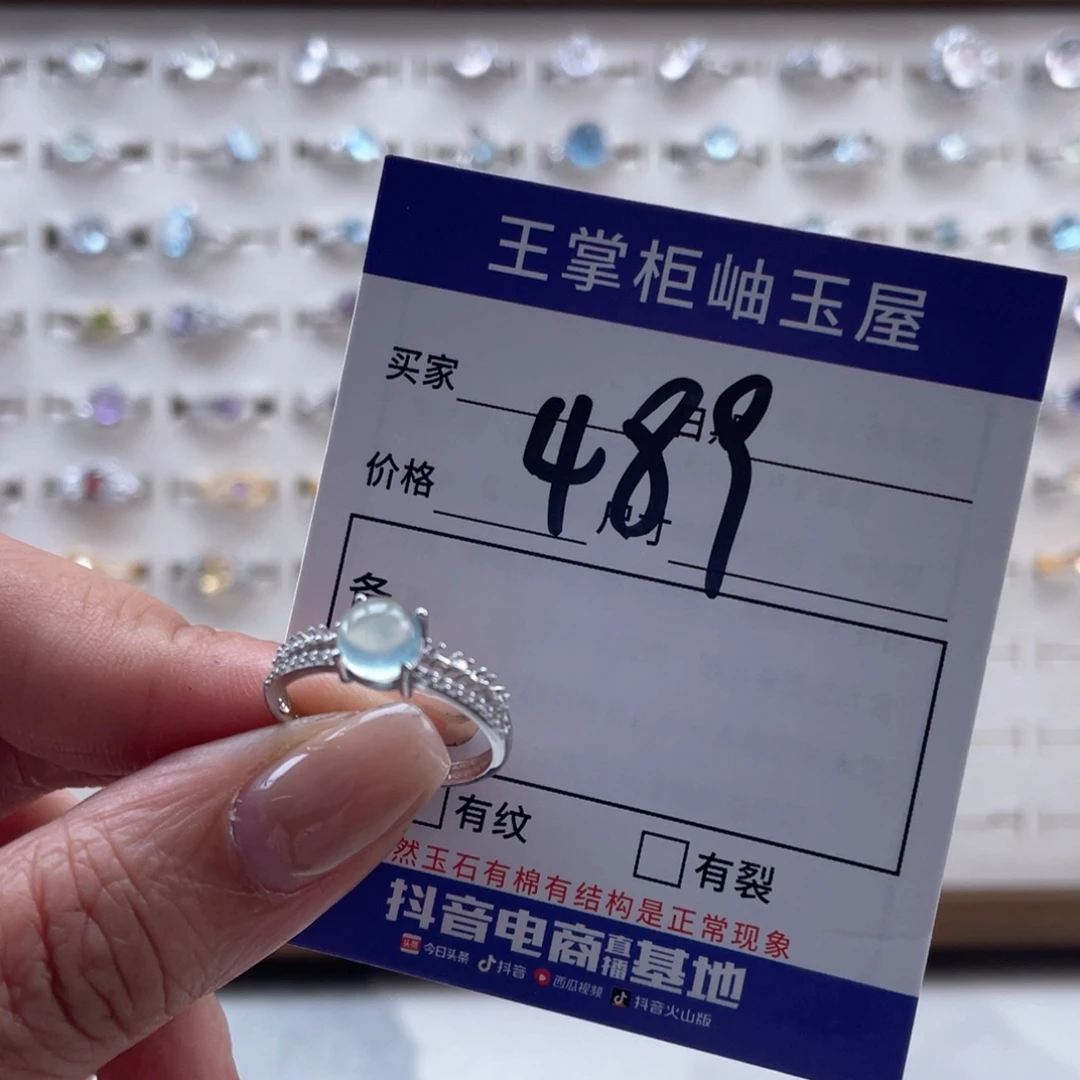 王掌柜岫玉屋
买家
489
价格
尺寸
有纹
有裂
然玉石有棉有结构是正常现象
抖音电商直播基地
头条 今日头条 抖音 西瓜视频 抖音火山版